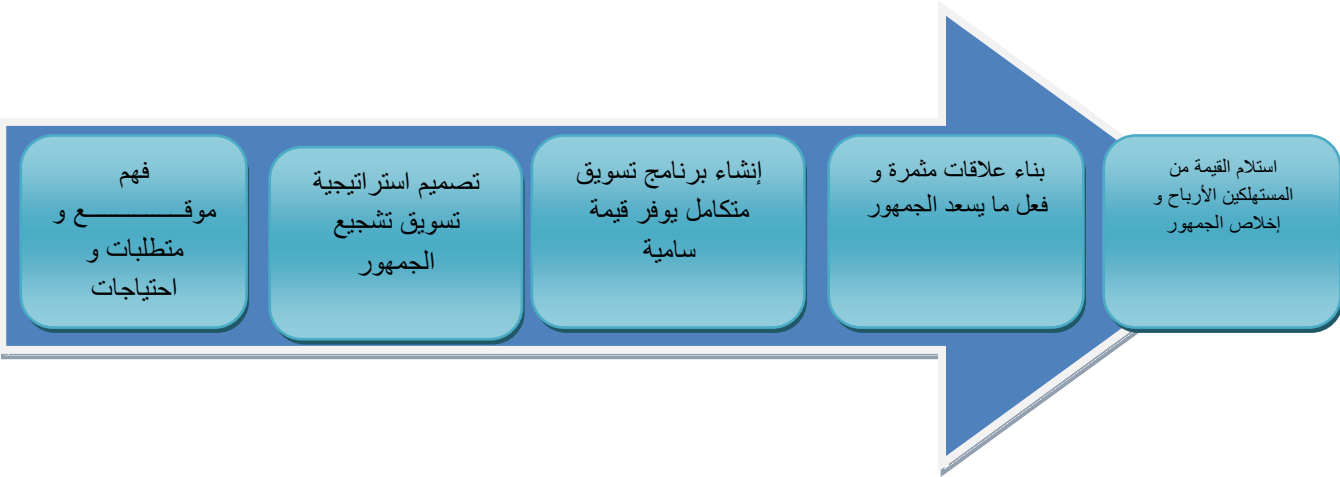 فهم
موقـــــــــــــع و
متطلبات و
احتياجات
تصميم استراتيجية
تسويق تشجيع
الجمهور
إنشاء برنامج تسويق
متكامل يوفر قيمة
سامية
بناء علاقات مثمرة و
فعل ما يسعد الجمهور
استلام القيمة من
المستهلكين الأرباح و
إخلاص الجمهور